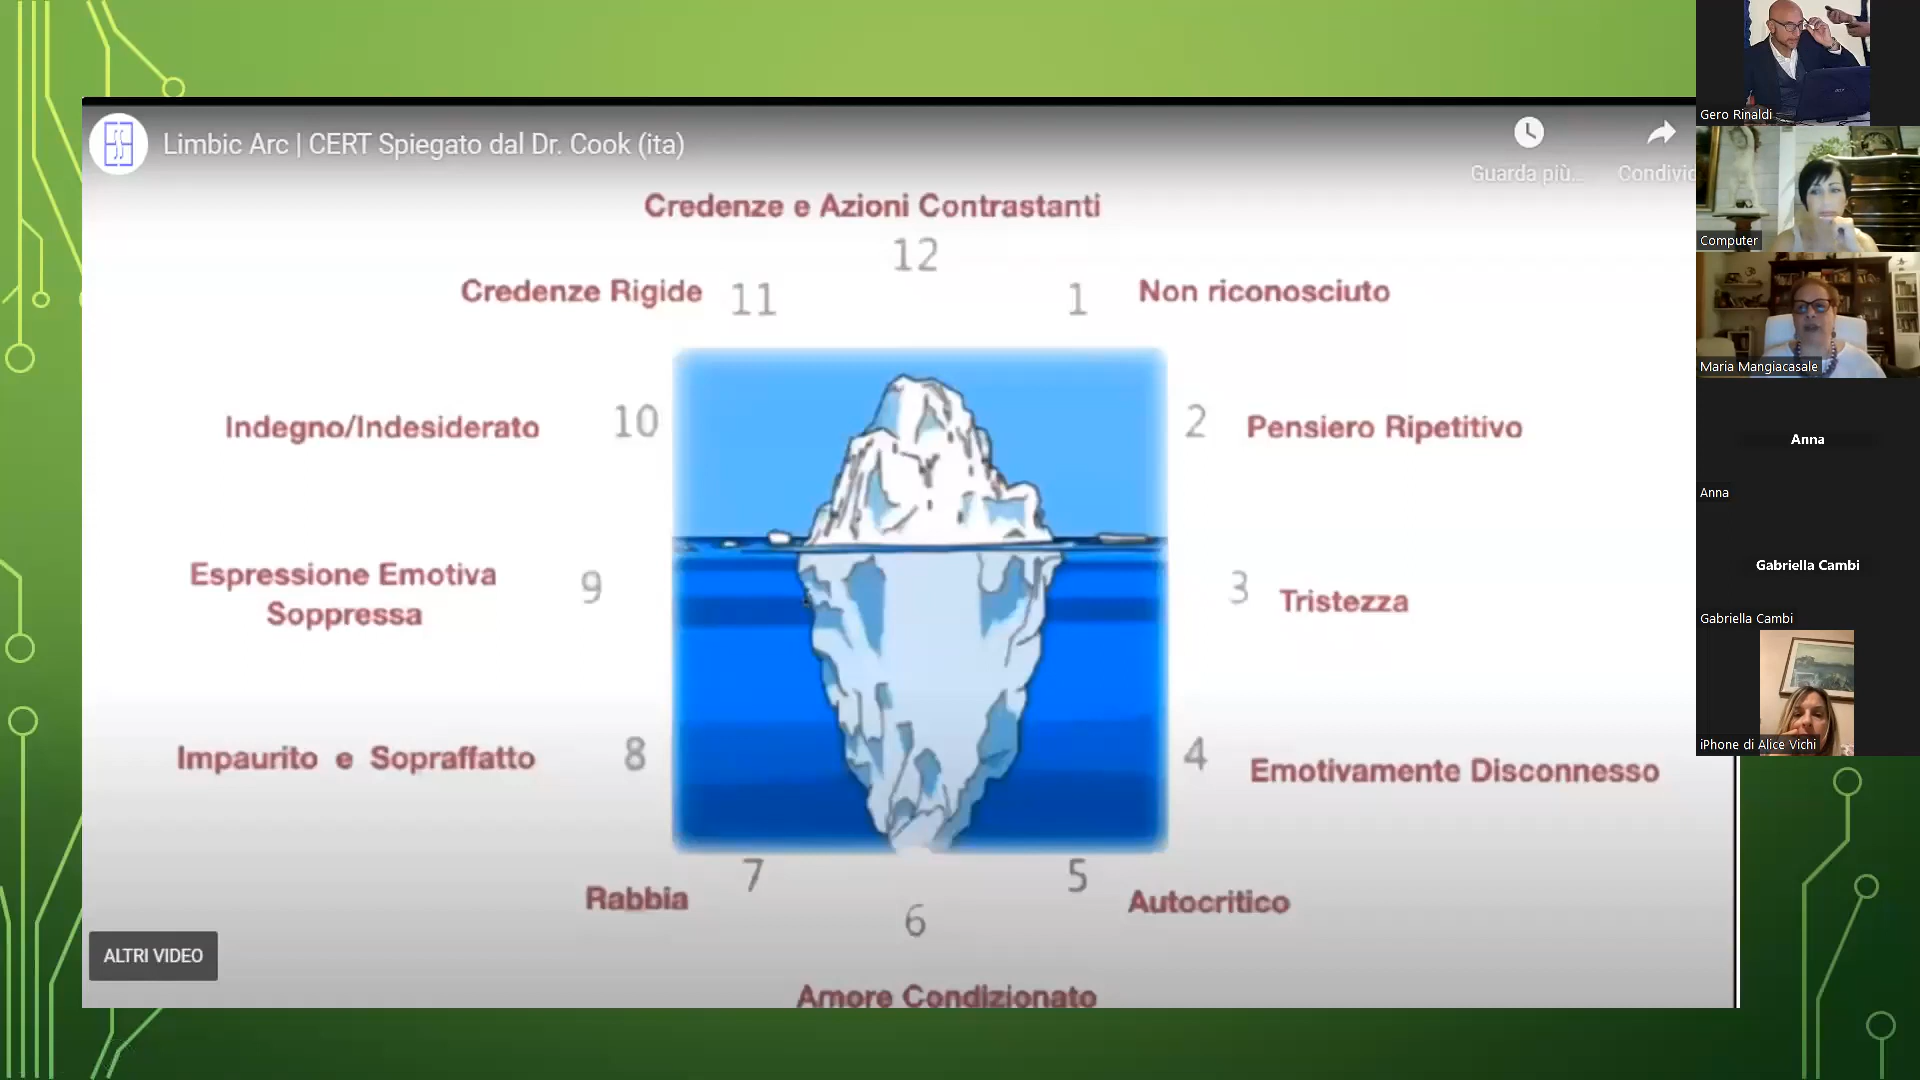 Limbic Arc | CERT Spiegato dal Dr. Cook (ita)
Guarda più...
Condivic
Credenze e Azioni Contrastanti
12
Credenze Rigide
11
1
Non riconosciuto
Indegno/Indesiderato
10
2
Pensiero Ripetitivo
Espressione Emotiva
Soppressa
9
3
Tristezza
Impaurito e Sopraffatto
8
4
Emotivamente Disconnesso
Rabbia
7
5
Autocritico
6
Amore Condizionato
ALTRI VIDEO
Gero Rinaldi
Computer
Maria Mangiacasale
Anna
Anna
Gabriella Cambi
Gabriella Cambi
iPhone di Alice Vichi